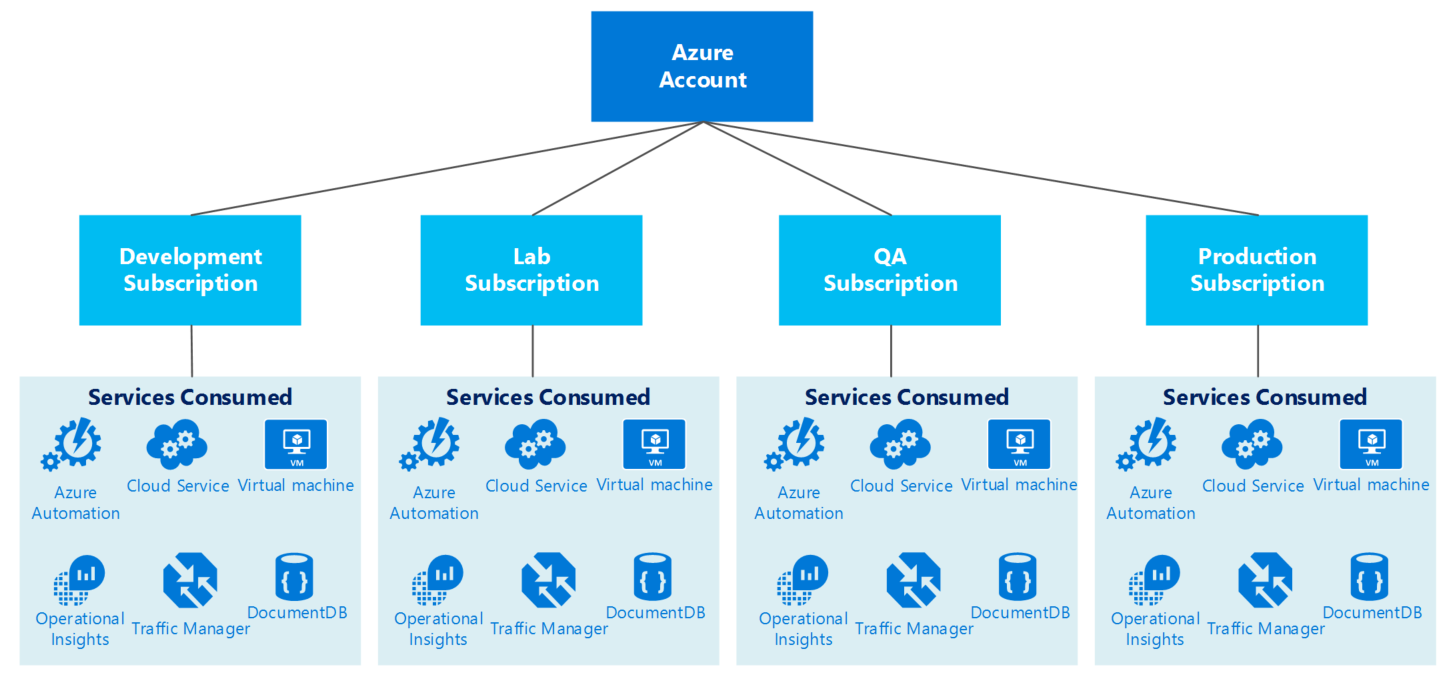 Azure
Account
Development
Subscription
Lab
Subscription
QA
Subscription
Production
Subscription
Services Consumed
VM
Azure
Automation
Cloud Service
Virtual machine
Operational
Insights
Traffic Manager
DocumentDB
Services Consumed
VM
Azure
Automation
Cloud Service
Virtual machine
Operational
Insights
Traffic Manager
DocumentDB
Services Consumed
VM
Azure
Automation
Cloud Service
Virtual machine
Operational
Insights
Traffic Manager
DocumentDB
Services Consumed
VM
Azure
Automation
Cloud Service
Virtual machine
Operational
Insights
Traffic Manager
DocumentDB